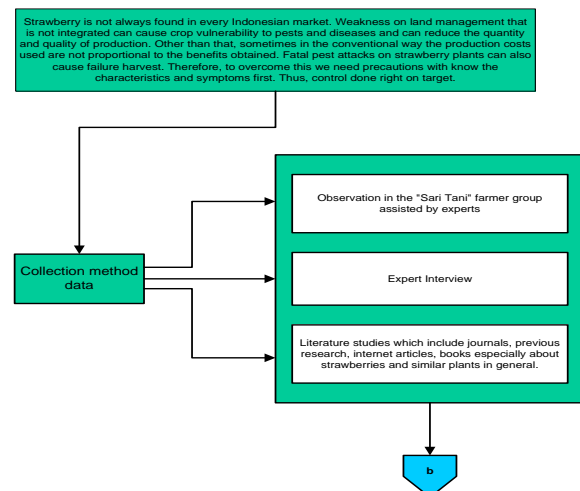 Strawberry is not always found in every Indonesian market. Weakness on land management that
is not integrated can cause crop vulnerability to pests and diseases and can reduce the quantity
and quality of production. Other than that, sometimes in the conventional way the production costs
used are not proportional to the benefits obtained. Fatal pest attacks on strawberry plants can also
cause failure harvest. Therefore, to overcome this we need precautions with know the
characteristics and symptoms first. Thus, control done right on target.
Collection method
data
Observation in the "Sari Tani" farmer group
assisted by experts
Expert Interview
Literature studies which include journals, previous
research, internet articles, books especially about
strawberries and similar plants in general.
b